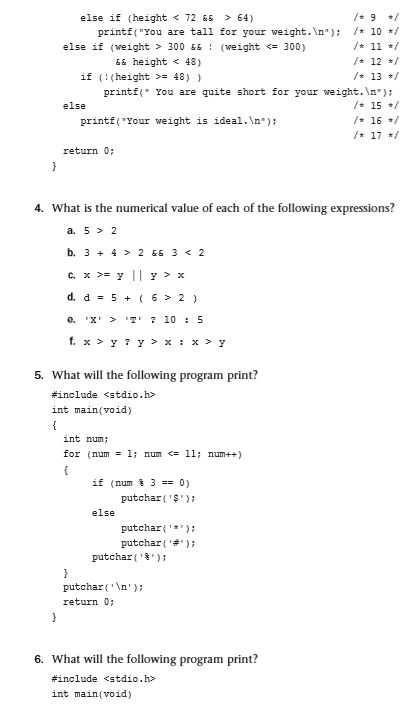 else if (height < 72 && > 64) /* 9 */
printf("You are tall for your weight.\n"); /* 10 */
else if (weight > 300 && ! (weight <= 300) /* 11 */
&& height < 48) /* 12 */
if (!(height >= 48) ) /* 13 */
printf(" You are quite short for your weight.\n");
else /* 15 */
printf("Your weight is ideal.\n"); /* 16 */
/* 17 */
return 0;
}
4. What is the numerical value of each of the following expressions?
a. 5 > 2
b. 3 + 4 > 2 && 3 < 2
c. x >= y || y > x
d. d = 5 + ( 6 > 2 )
e. 'X' > 'T' ? 10 : 5
f. x > y ? y > x : x > y
5. What will the following program print?
#include <stdio.h>
int main(void)
{
int num;
for (num = 1; num <= 11; num++)
{
if (num % 3 == 0)
putchar('$');
else
putchar('*');
putchar('#');
putchar('%');
}
putchar('\n');
return 0;
}
6. What will the following program print?
#include <stdio.h>
int main(void)